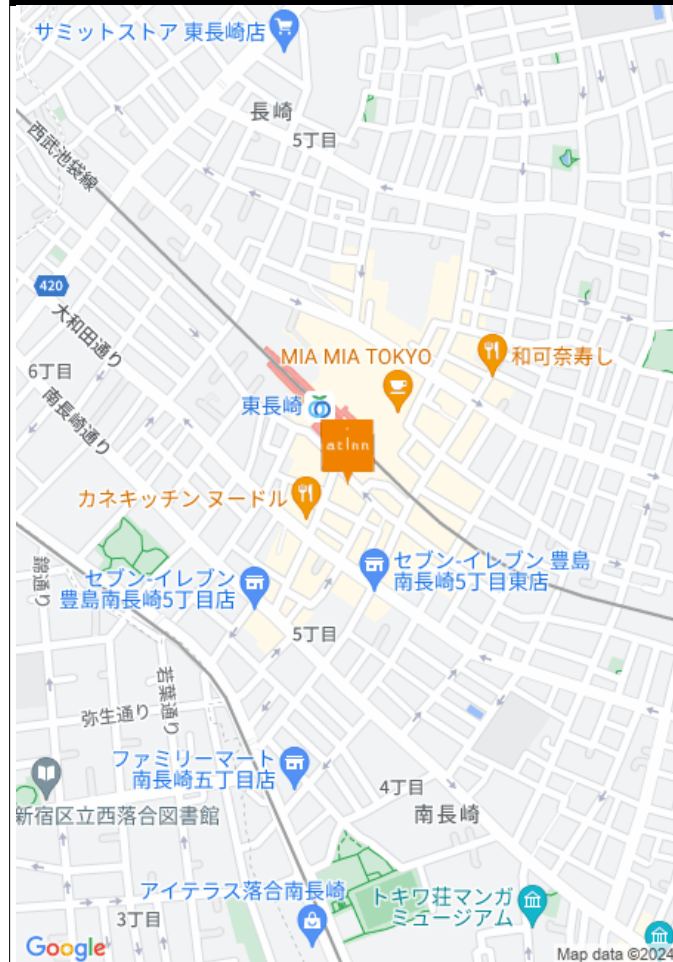 サミットストア 東長崎店
長崎
5丁目
西武池袋線
420
大和田通り
MIA MIA TOKYO
和可奈寿し
6丁目
東長崎
南長崎通り
atinn
カネキッチン ヌードル
セブン-イレブン 豊島
南長崎5丁目東店
錦通り
セブン-イレブン
豊島南長崎5丁目店
5丁目
若葉通り
弥生通り
ファミリーマート
南長崎五丁目店
4丁目
南長崎
新宿区立西落合図書館
アイテラス落合南長崎
トキワ荘マンガ
ミュージアム
3丁目
Google
Map data ©2024